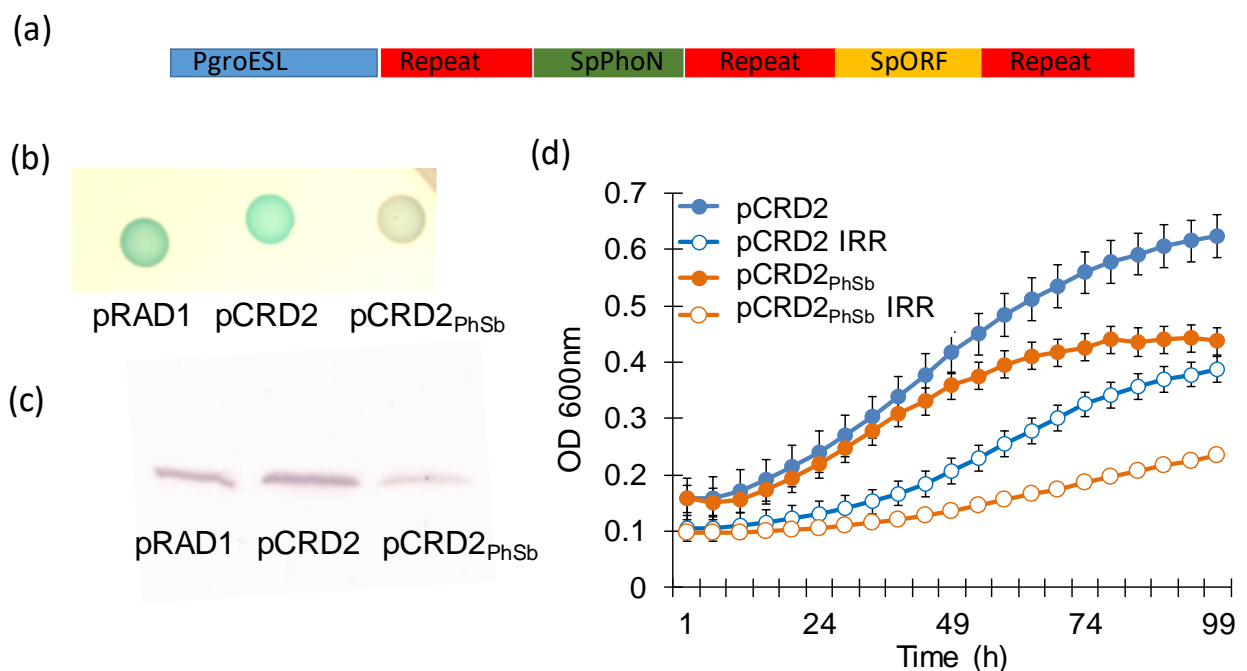 (a)
PgroESL Repeat SpPhoN Repeat SpORF Repeat
(b)
pRAD1 pCRD2 pCRD2PhSb
(c)
pRAD1 pCRD2 pCRD2PhSb
(d)
0.7
0.6
0.5
0.4
0.3
0.2
0.1
0
OD 600nm
pCRD2
pCRD2 IRR
pCRD2PhSb
pCRD2PhSb IRR
1 24 49 74 99
Time (h)